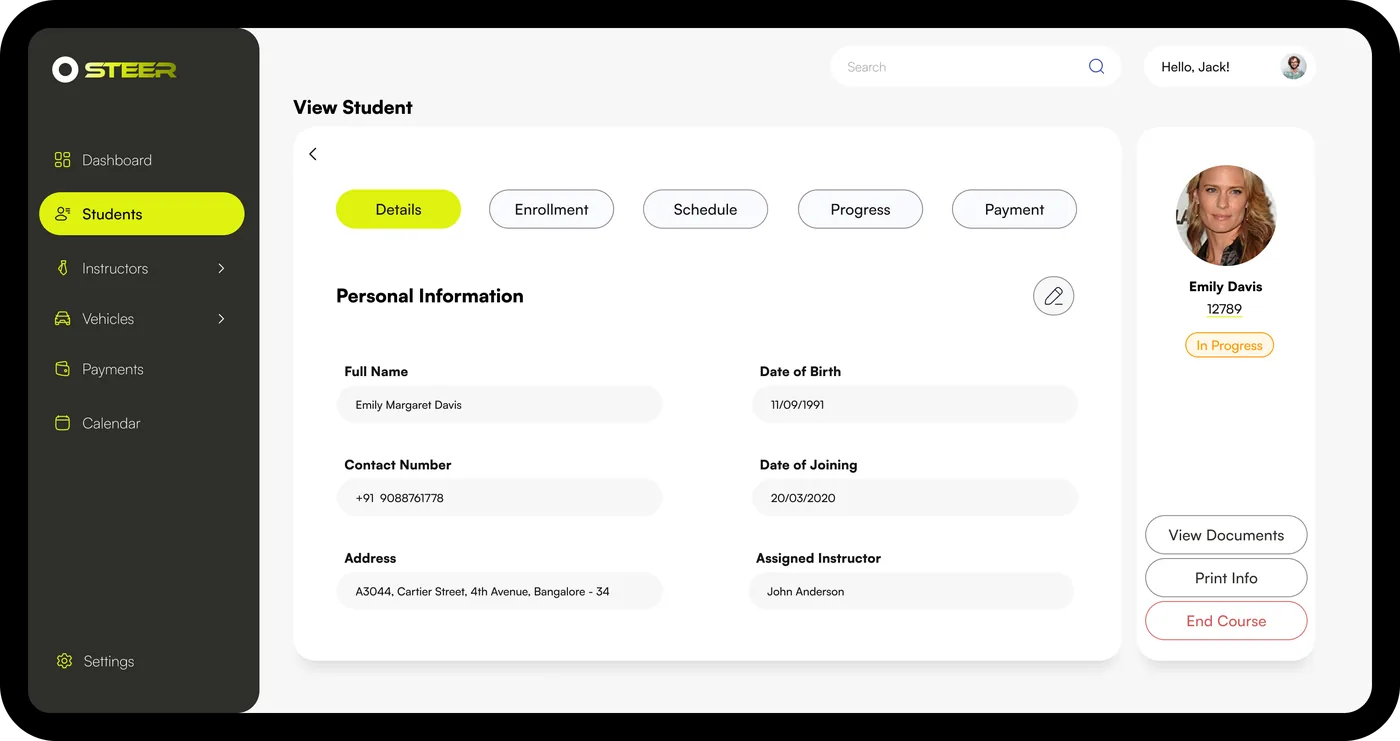 STEER
Search
Hello, Jack!
View Student
Dashboard
Students
Instructors
Vehicles
Payments
Calendar
Settings
Details
Enrollment
Schedule
Progress
Payment
Personal Information
Full Name
Emily Margaret Davis
Date of Birth
11/09/1991
Contact Number
+91 9088761778
Date of Joining
20/03/2020
Address
A3044, Cartier Street, 4th Avenue, Bangalore - 34
Assigned Instructor
John Anderson
Emily Davis
12789
In Progress
View Documents
Print Info
End Course